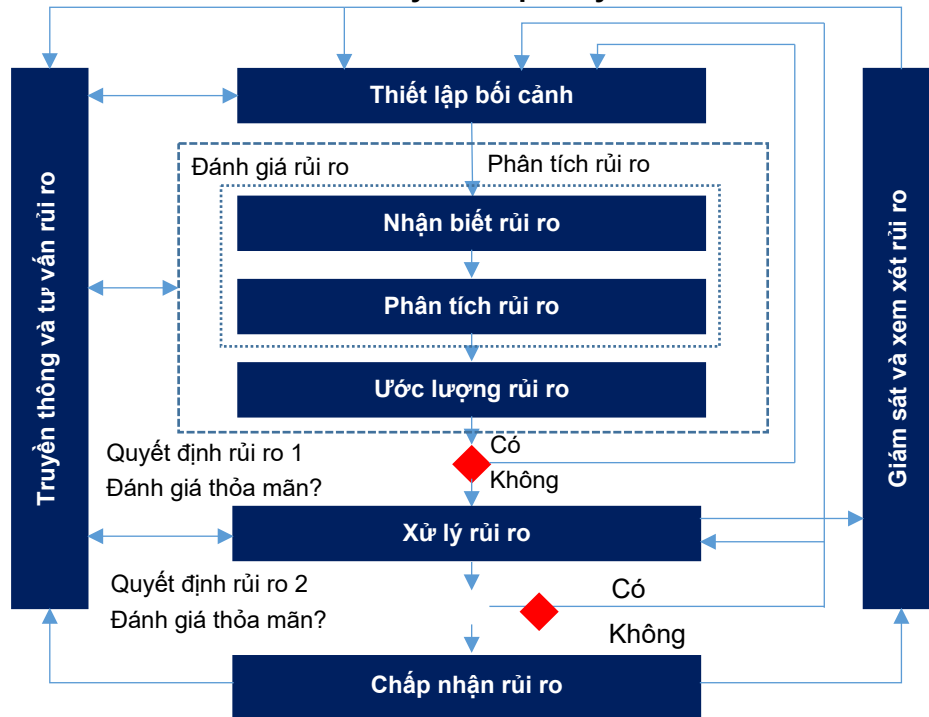 Thiết lập bối cảnh
Đánh giá rủi ro
Phân tích rủi ro
Nhận biết rủi ro
Phân tích rủi ro
Ước lượng rủi ro
Truyền thông và tư vấn rủi ro
Giám sát và xem xét rủi ro
Quyết định rủi ro 1
Đánh giá thỏa mãn?
Có
Không
Xử lý rủi ro
Quyết định rủi ro 2
Đánh giá thỏa mãn?
Có
Không
Chấp nhận rủi ro